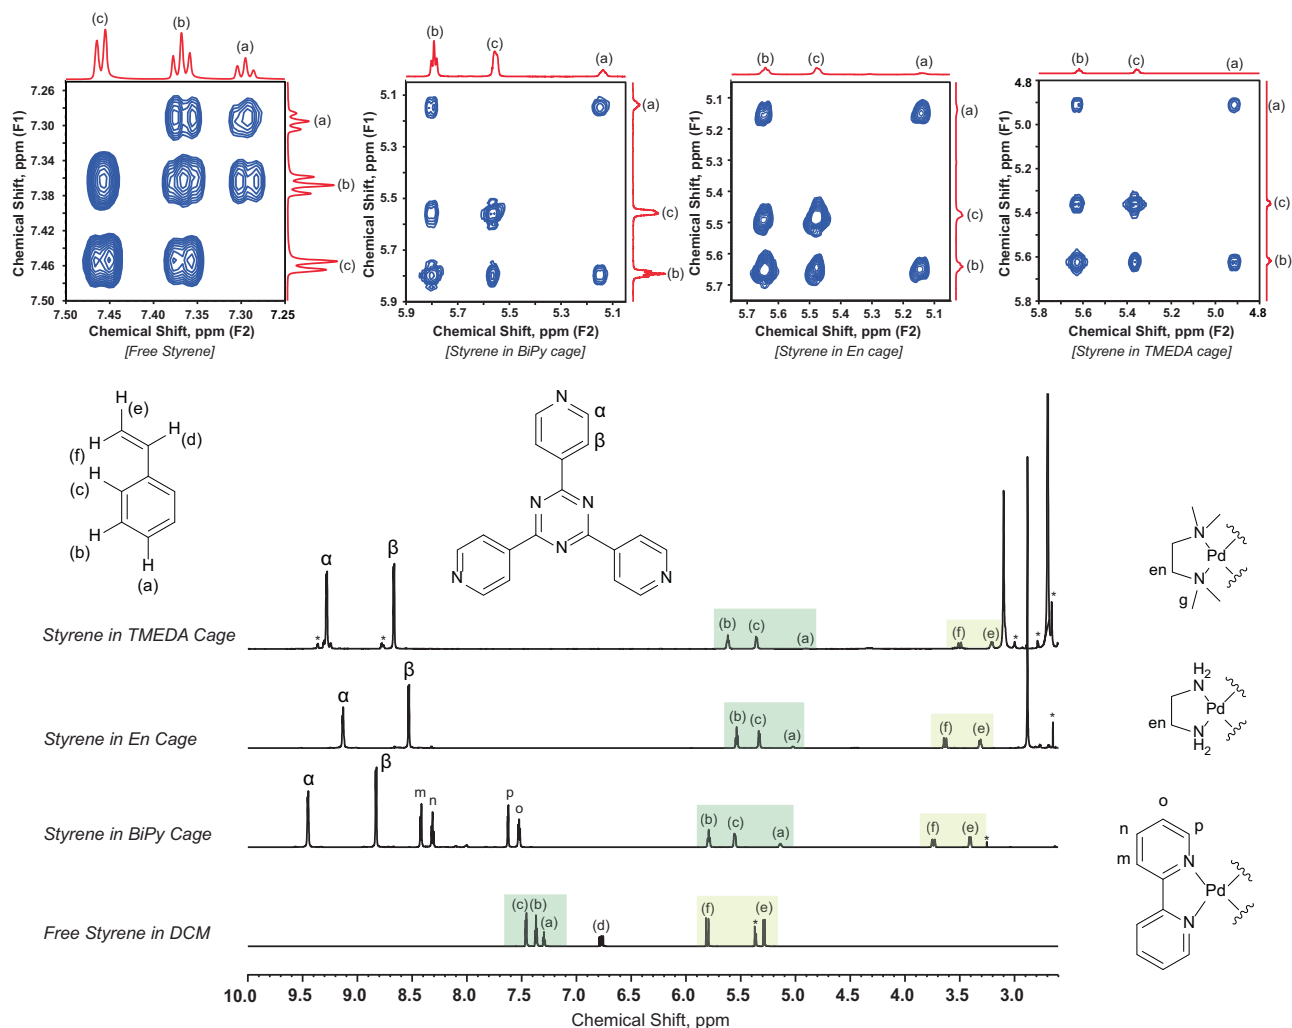 (c)
(b)
(a)
7.26
7.30
7.34
7.38
7.42
7.46
7.50
Chemical Shift, ppm (F1)
(a)
(b)
(c)
7.50 7.45 7.40 7.35 7.30 7.25
Chemical Shift, ppm (F2)
[Free Styrene]
(b)
(c)
(a)
5.1
5.3
5.5
5.7
5.9
Chemical Shift, ppm (F1)
(a)
(c)
(b)
5.9 5.7 5.5 5.3 5.1
Chemical Shift, ppm (F2)
[Styrene in BiPy cage]
(b) (c) (a)
5.1
5.2
5.3
5.4
5.5
5.6
5.7
Chemical Shift, ppm (F1)
(a)
(c)
(b)
5.7 5.6 5.5 5.4 5.3 5.2 5.1
Chemical Shift, ppm (F2)
[Styrene in En cage]
(b) (c) (a)
4.8
5.0
5.2
5.4
5.6
5.8
Chemical Shift, ppm (F1)
(a)
(c)
(b)
5.8 5.6 5.4 5.2 5.0 4.8
Chemical Shift, ppm (F2)
[Styrene in TMEDA cage]
H
(e)
H
H
(f)
(d)
H
(c)
H
(b)
H
(a)
N
α
β
N N
N
N N
N N
Pd
en
N
g
Styrene in TMEDA Cage
* α * β (b) (c) (a) (f) (e) * * *
H2
N
Pd
en
N
H2
Styrene in En Cage
α β (b) (c) (a) (f) (e) *
Styrene in BiPy Cage
α β m n p o (b) (c) (a) (f) (e) *
o
n
p
m
N
Pd
N
Free Styrene in DCM
(c) (b) (a) (d) (f) * (e)
10.0 9.5 9.0 8.5 8.0 7.5 7.0 6.5 6.0 5.5 5.0 4.5 4.0 3.5 3.0
Chemical Shift, ppm